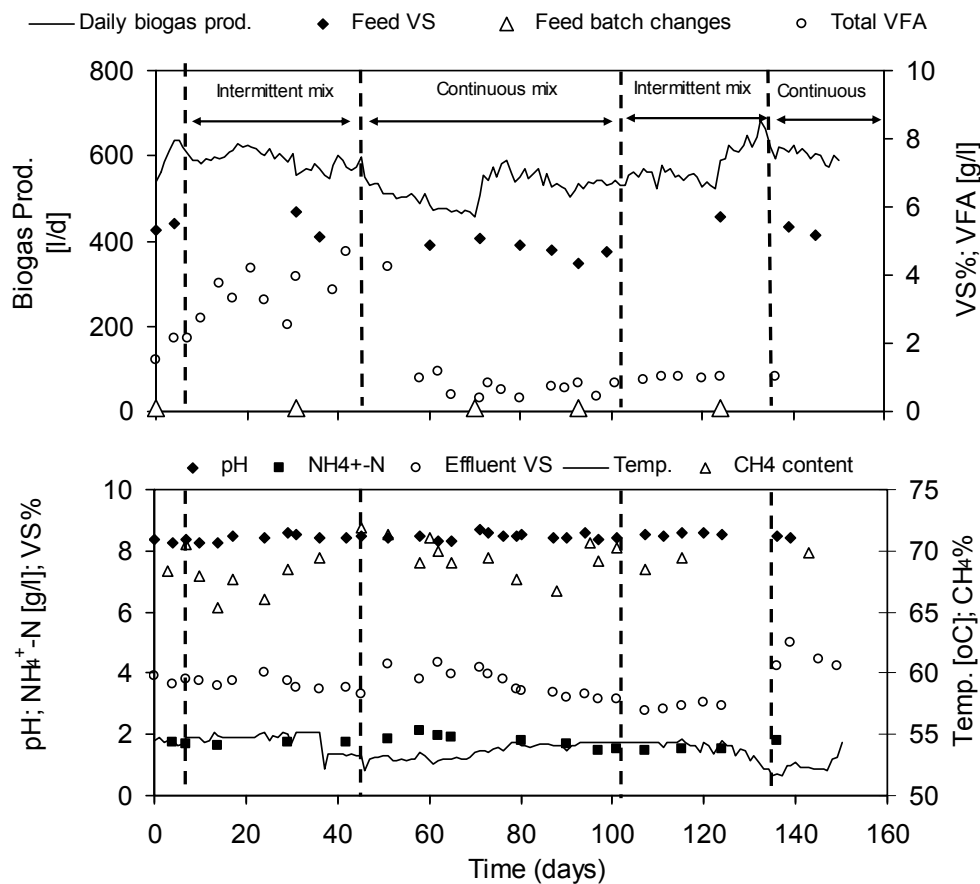 Daily biogas prod. Feed VS Feed batch changes Total VFA
800 10
Intermittent mix Continuous mix Intermittent mix Continuous
600 8
6
400
4
200
2
0 0
Biogas Prod.
[l/d]
VS%; VFA [g/l]
pH NH4+-N Effluent VS Temp. CH4 content
10 75
8 70
6 65
4 60
2 55
0 50
pH; NH₄⁺-N [g/l]; VS%
Temp. [oC]; CH₄%
0 20 40 60 80 100 120 140 160
Time (days)